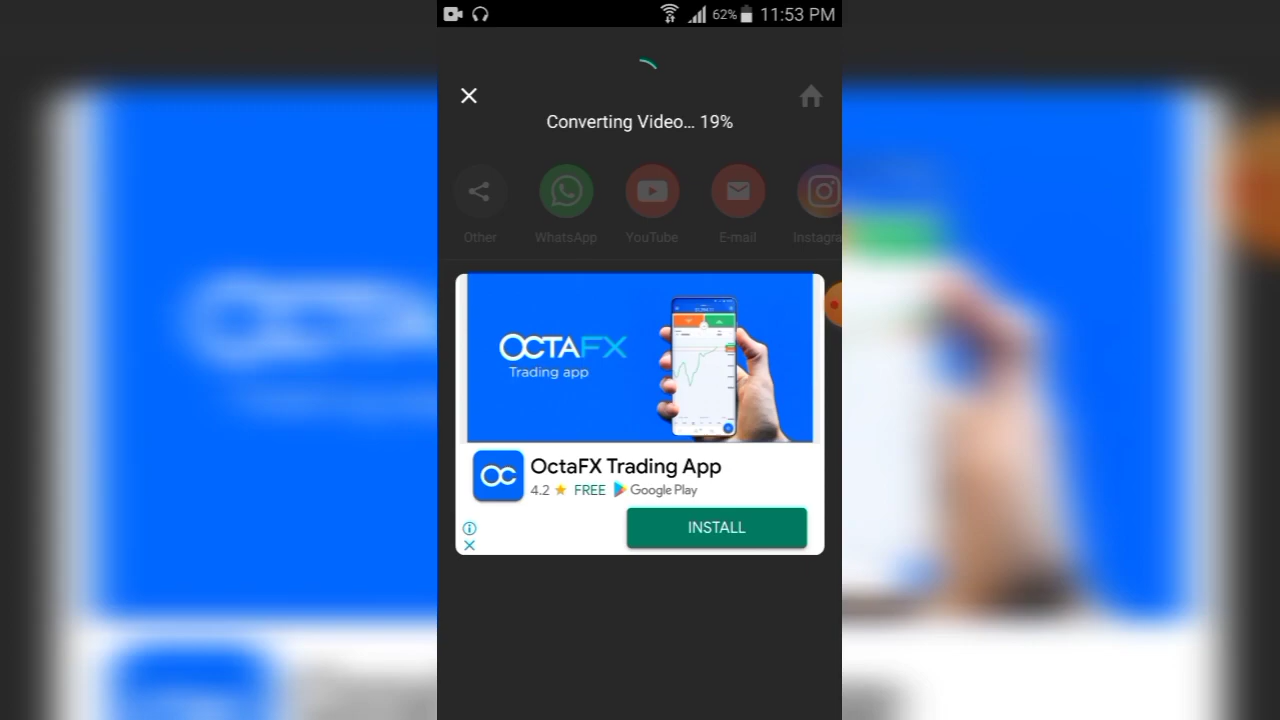 62% 11:53 PM
Converting Video... 19%
Other WhatsApp YouTube E-mail Instagra
OCTAFX
Trading app
OctaFX Trading App
4.2 ★ FREE Google Play
INSTALL